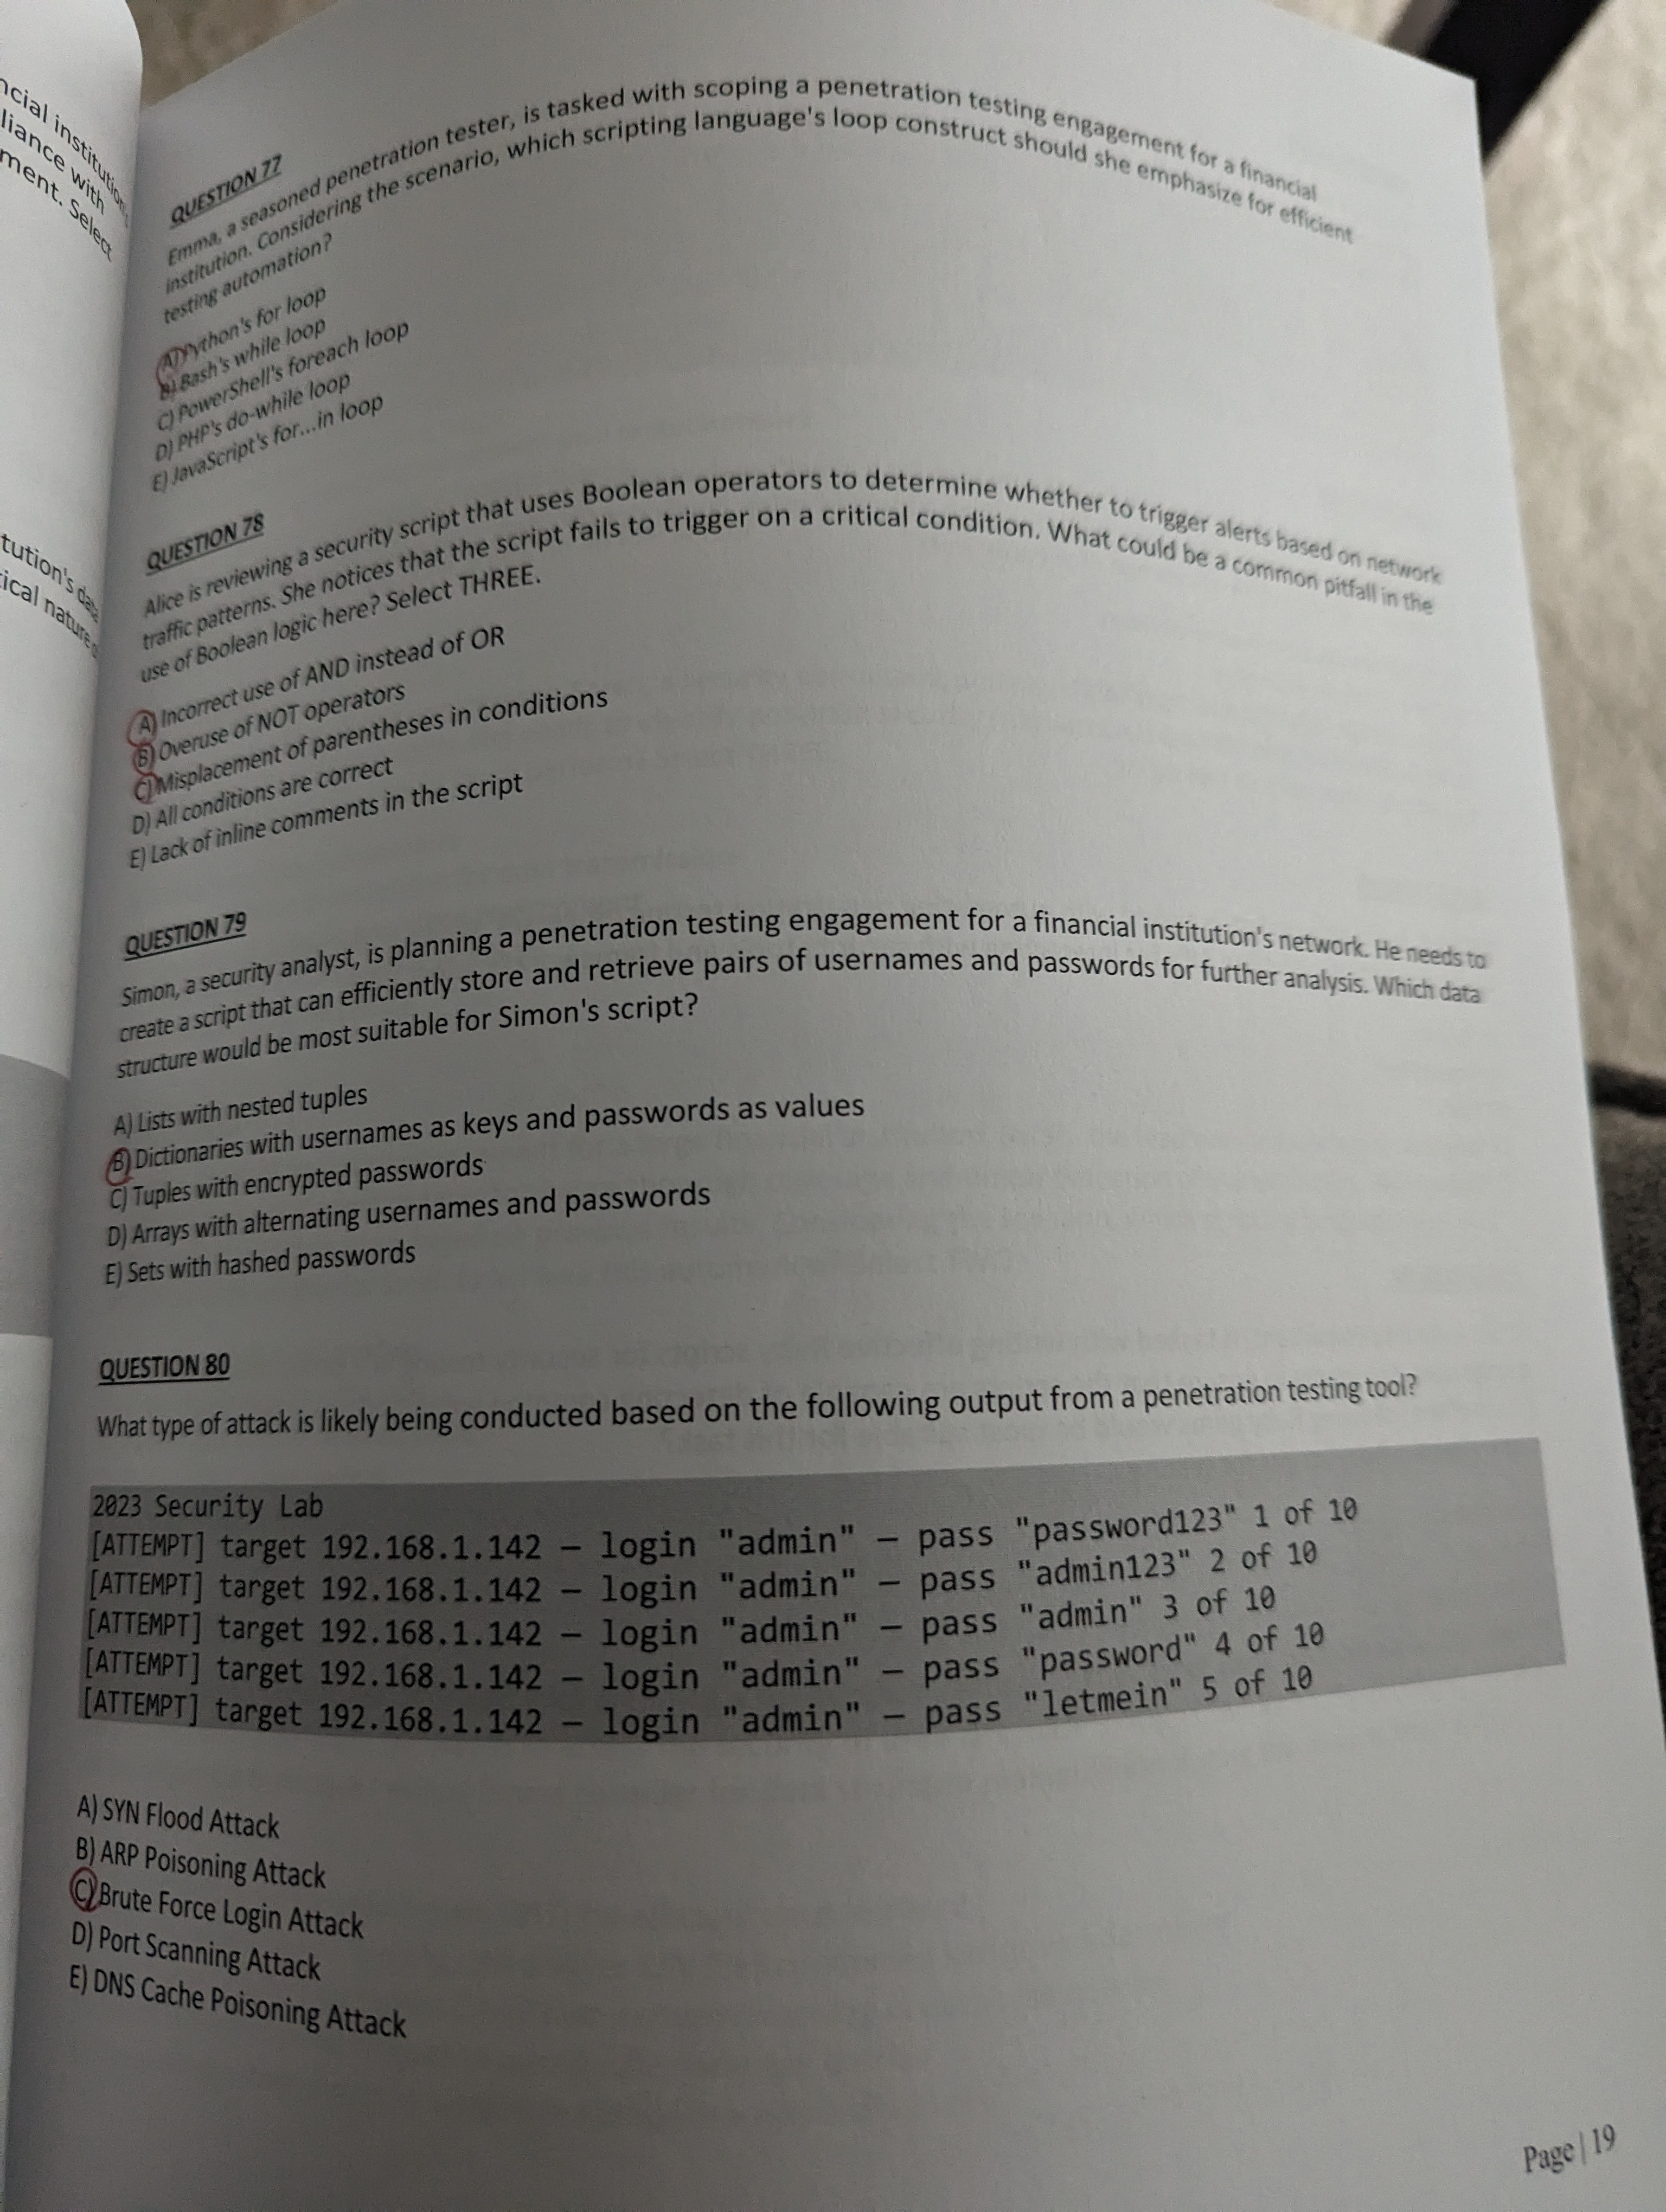 ncial institution
liance with
ment. Select
tution's data
ical nature
QUESTION 77
Emma, a seasoned penetration tester, is tasked with scoping a penetration testing engagement for a financial
institution. Considering the scenario, which scripting language's loop construct should she emphasize for efficient
testing automation?
A) Python's for loop
B) Bash's while loop
C) PowerShell's foreach loop
D) PHP's do-while loop
E) JavaScript's for...in loop
QUESTION 78
Alice is reviewing a security script that uses Boolean operators to determine whether to trigger alerts based on network
traffic patterns. She notices that the script fails to trigger on a critical condition. What could be a common pitfall in the
use of Boolean logic here? Select THREE.
A) Incorrect use of AND instead of OR
B) Overuse of NOT operators
C) Misplacement of parentheses in conditions
D) All conditions are correct
E) Lack of inline comments in the script
QUESTION 79
Simon, a security analyst, is planning a penetration testing engagement for a financial institution's network. He needs to
create a script that can efficiently store and retrieve pairs of usernames and passwords for further analysis. Which data
structure would be most suitable for Simon's script?
A) Lists with nested tuples
B) Dictionaries with usernames as keys and passwords as values
C) Tuples with encrypted passwords
D) Arrays with alternating usernames and passwords
E) Sets with hashed passwords
QUESTION 80
What type of attack is likely being conducted based on the following output from a penetration testing tool?
2023 Security Lab
[ATTEMPT] target 192.168.1.142 – login "admin" – pass "password123" 1 of 10
[ATTEMPT] target 192.168.1.142 – login "admin" – pass "admin123" 2 of 10
[ATTEMPT] target 192.168.1.142 – login "admin" – pass "admin" 3 of 10
[ATTEMPT] target 192.168.1.142 – login "admin" – pass "password" 4 of 10
[ATTEMPT] target 192.168.1.142 – login "admin" – pass "letmein" 5 of 10
A) SYN Flood Attack
B) ARP Poisoning Attack
C) Brute Force Login Attack
D) Port Scanning Attack
E) DNS Cache Poisoning Attack
Page | 19